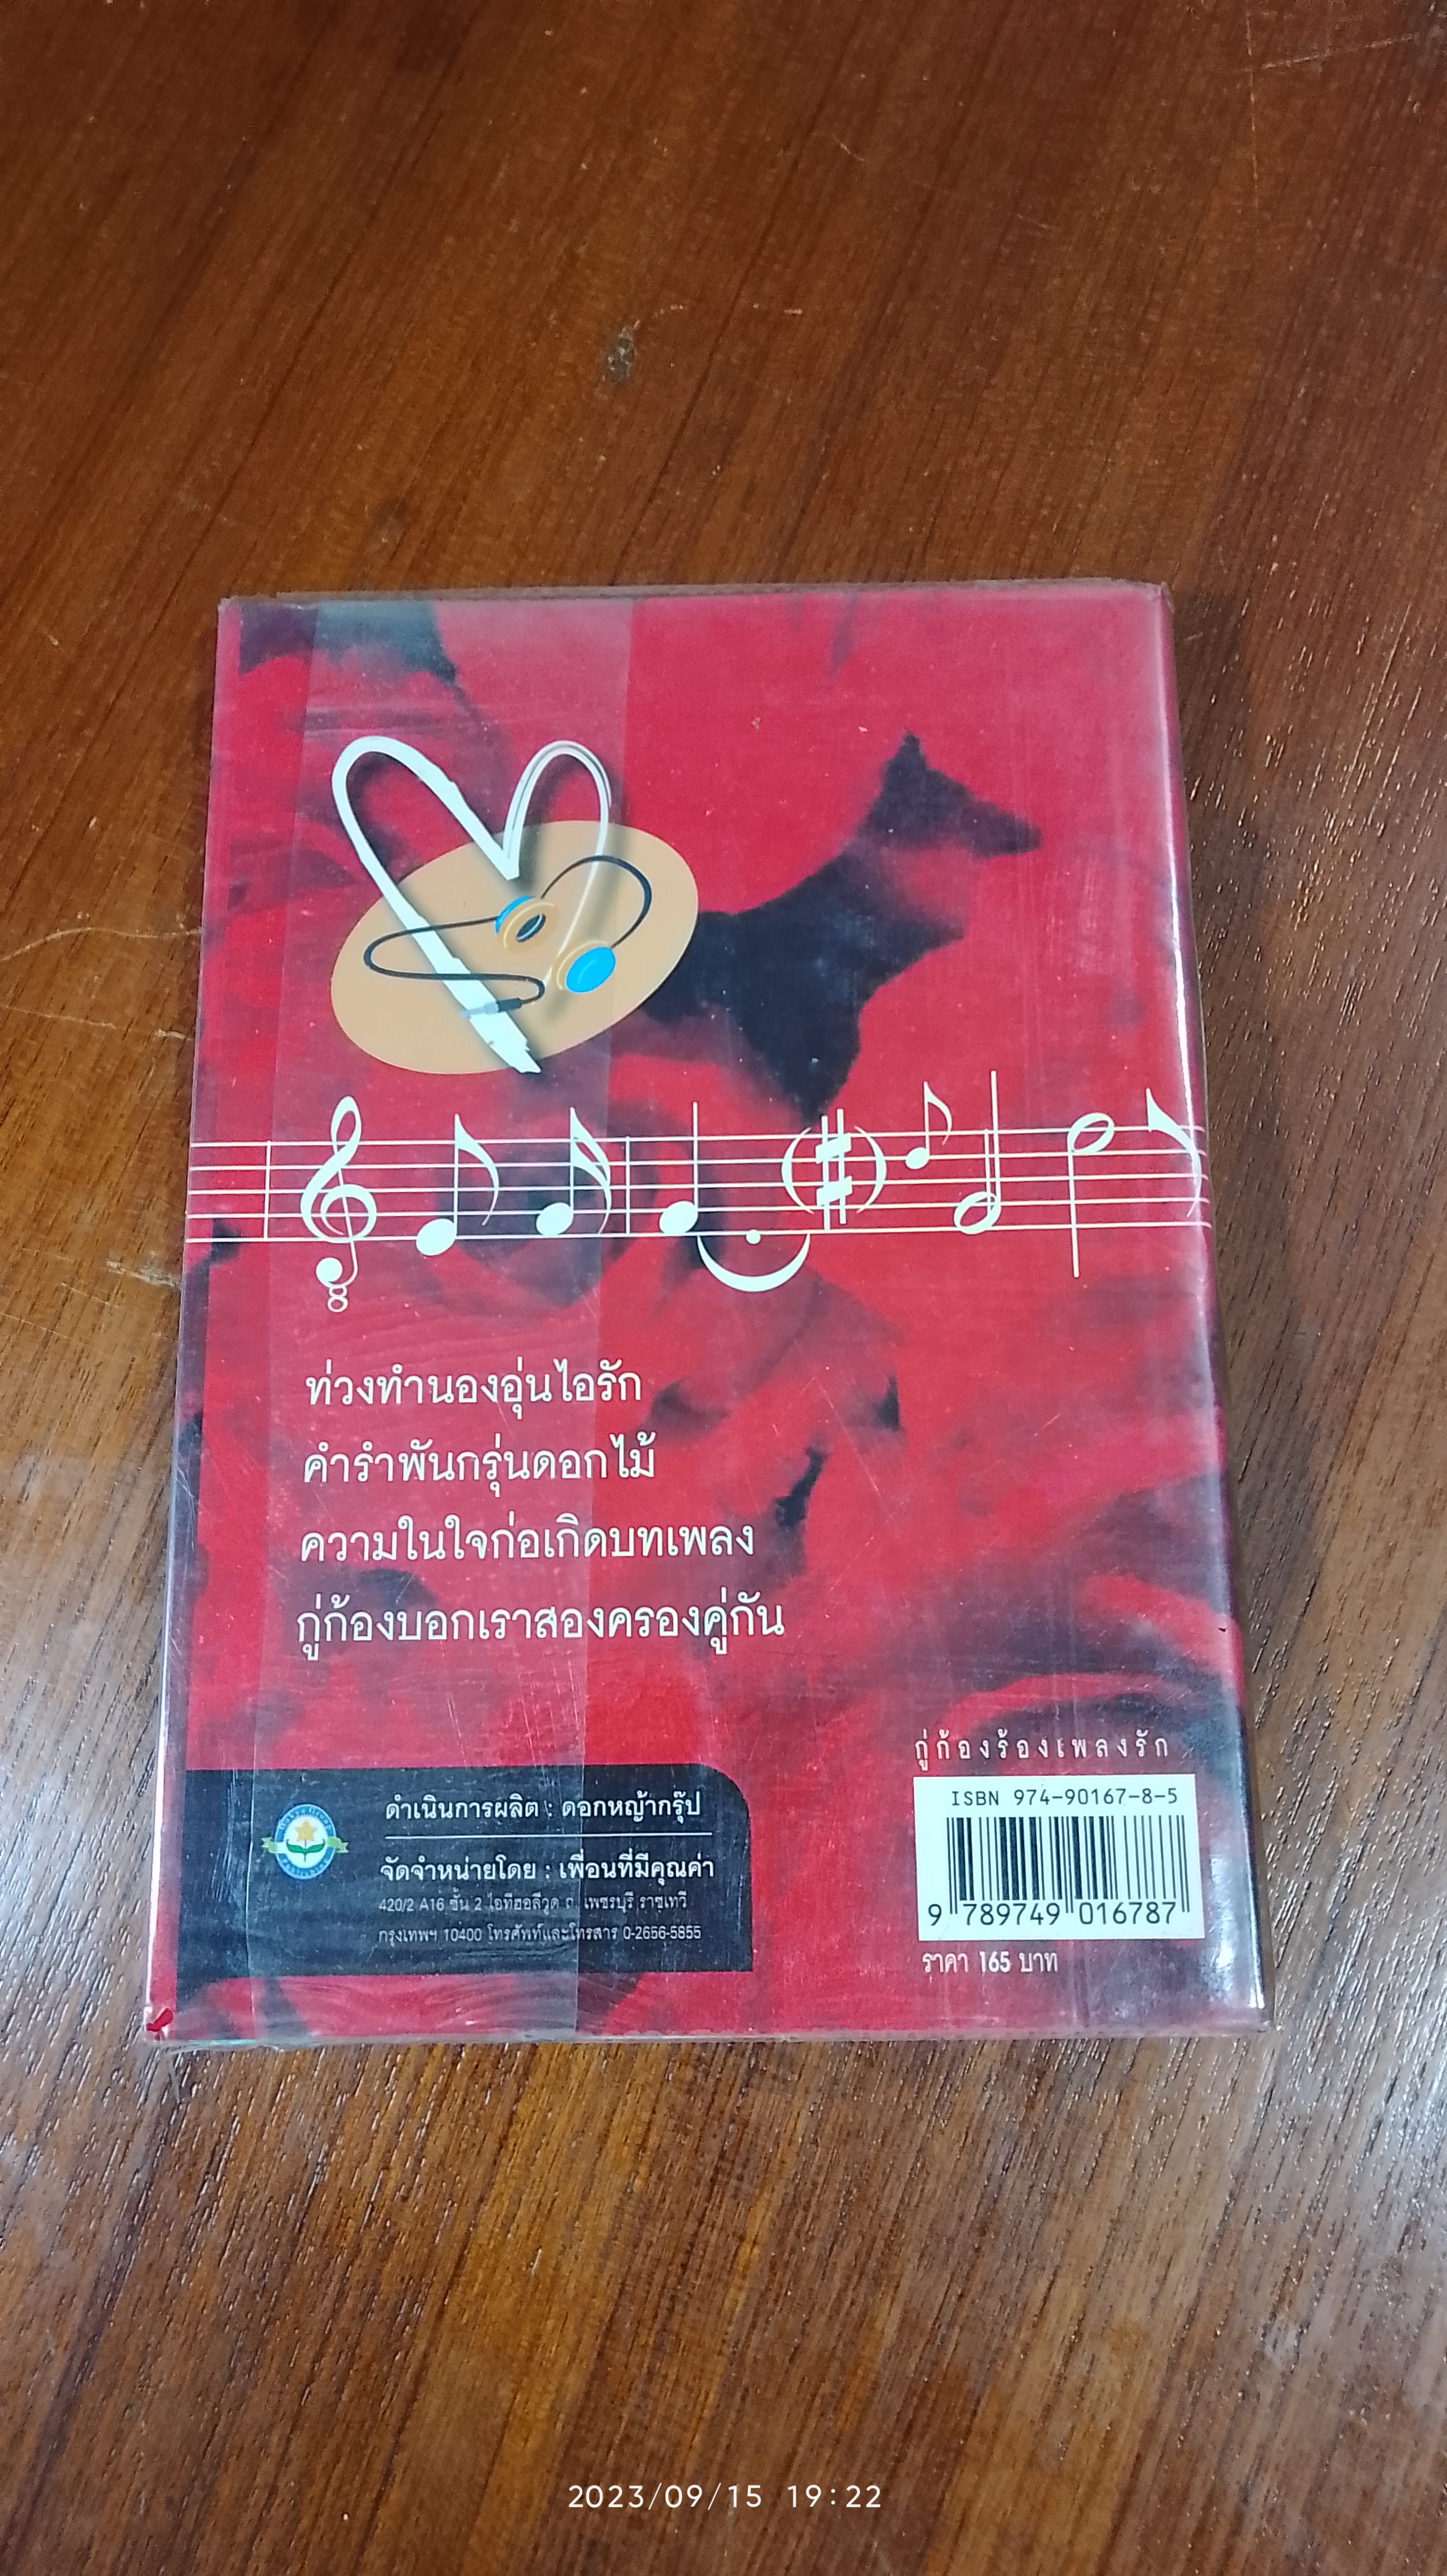 ท่วงทำนองอุ่นไอรัก
คำรำพันกรุ่นดอกไม้
ความในใจก่อเกิดบทเพลง
กู่ก้องบอกเราสองครองคู่กัน
กู่ก้องร้องเพลงรัก
ISBN 974-90167-8-5
9 789749 016787
ราคา 165 บาท
ดำเนินการผลิต : ดอกหญ้ากรุ๊ป
จัดจำหน่ายโดย : เพื่อนที่มีคุณค่า
420/2 A16 ชั้น 2 ไอทีฮอลีวูด ถ. เพชรบุรี ราชเทวี
กรุงเทพฯ 10400 โทรศัพท์และโทรสาร 0-2656-5855
2023/09/15 19:22